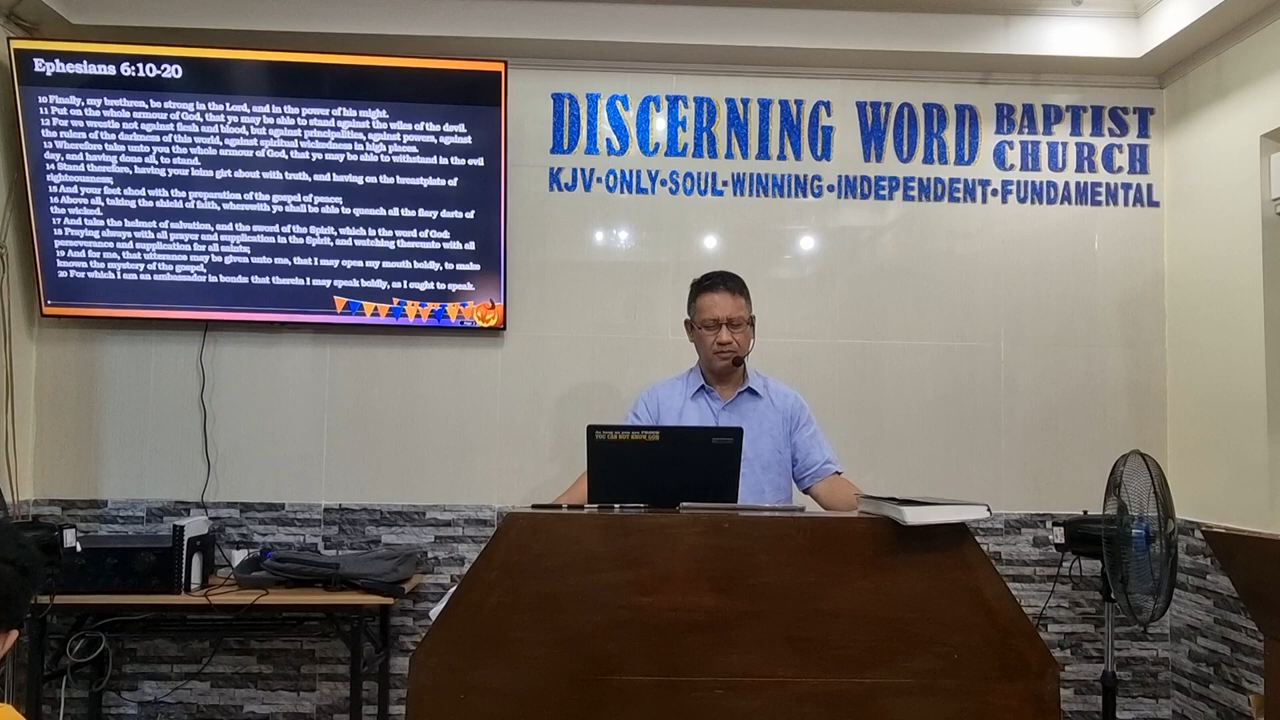 Ephesians 6:10-20
10 Finally, my brethren, be strong in the Lord, and in the power of his might.
11 Put on the whole armour of God, that ye may be able to stand against the wiles of the devil.
12 For we wrestle not against flesh and blood, but against principalities, against powers, against
the rulers of the darkness of this world, against spiritual wickedness in high places.
13 Wherefore take unto you the whole armour of God, that ye may be able to withstand in the evil
day, and having done all, to stand.
14 Stand therefore, having your loins girt about with truth, and having on the breastplate of
righteousness;
15 And your feet shod with the preparation of the gospel of peace;
16 Above all, taking the shield of faith, wherewith ye shall be able to quench all the fiery darts of
the wicked.
17 And take the helmet of salvation, and the sword of the Spirit, which is the word of God:
18 Praying always with all prayer and supplication in the Spirit, and watching thereunto with all
perseverance and supplication for all saints;
19 And for me, that utterance may be given unto me, that I may open my mouth boldly, to make
known the mystery of the gospel,
20 For which I am an ambassador in bonds: that therein I may speak boldly, as I ought to speak.
DISCERNING WORD BAPTIST
CHURCH
KJV-ONLY•SOUL-WINNING•INDEPENDENT•FUNDAMENTAL
As long as you are PROUD
YOU CAN NOT KNOW GOD